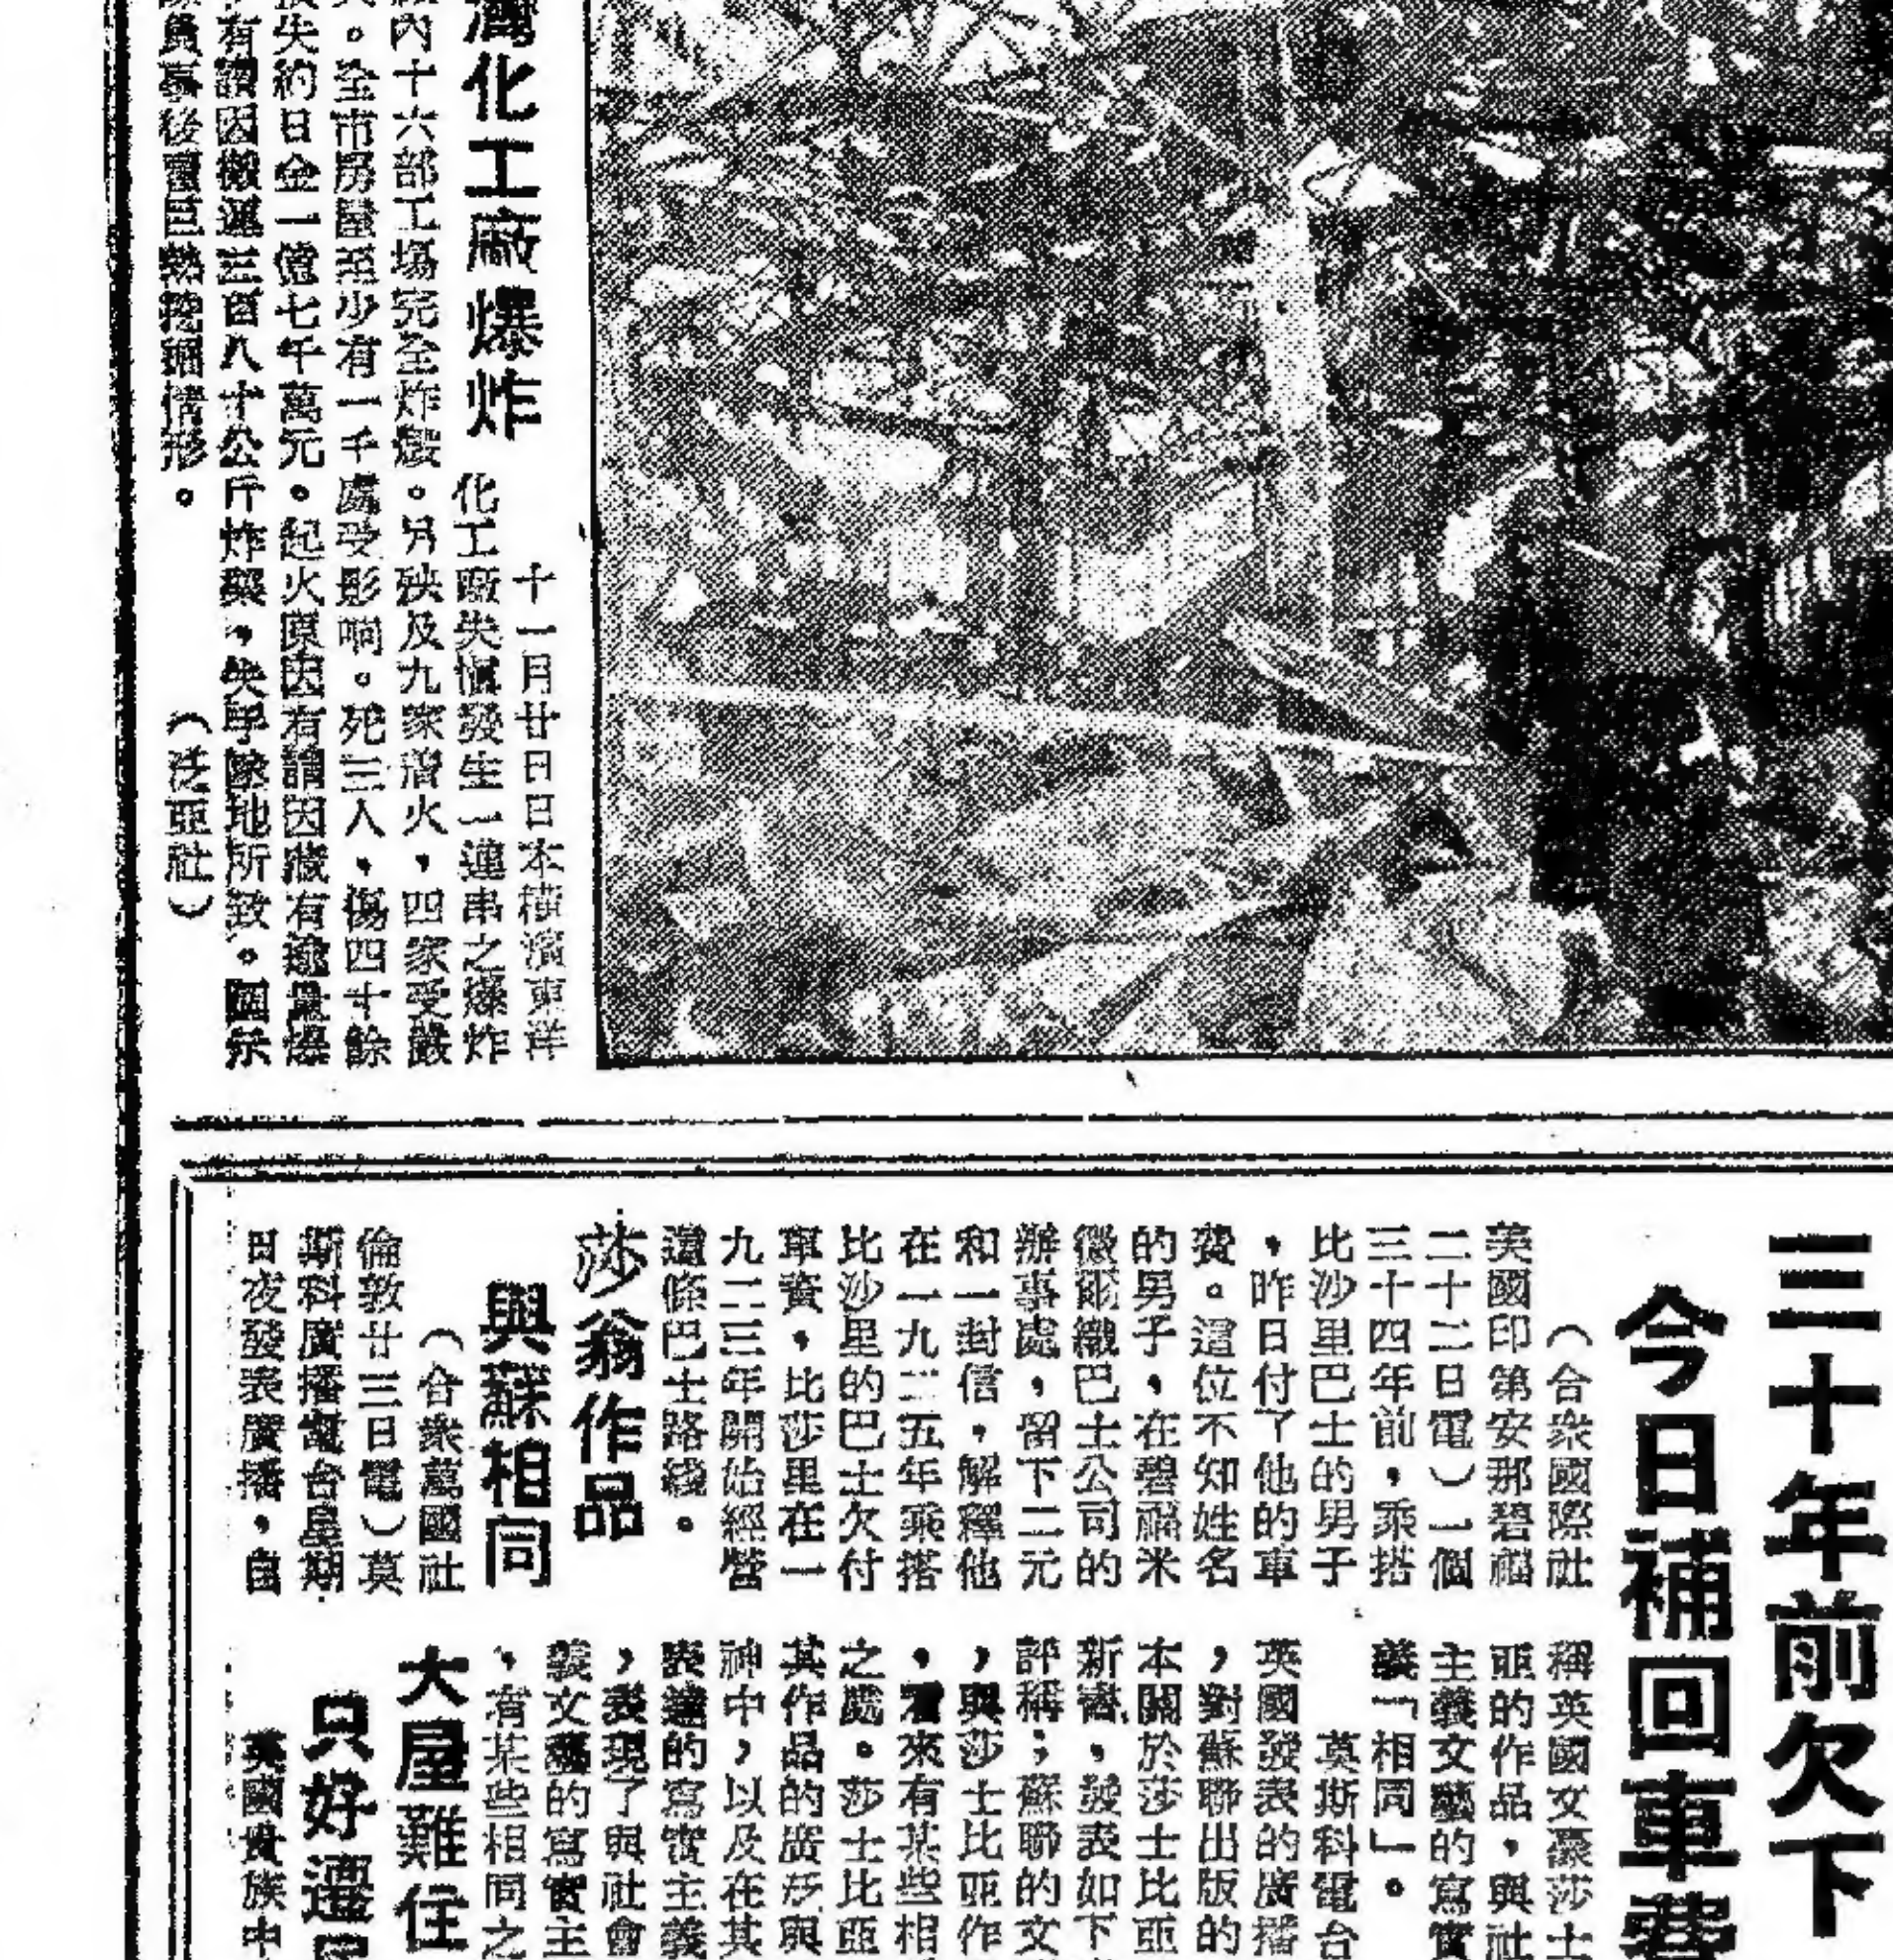 濱化工廠爆炸
十一月廿日日本橫濱東洋
化工廠失愼發生一連串之爆炸
內十六部工場完全炸燬。另殃及九家着火,四家受嚴
。全市房屋至少有一千處受影响。死三人,傷四十餘
失約日金一億七千萬元。起火原因有謂因藏有逾量爆
有謂因搬運三百八十公斤炸藥,失手墜地所致。圖示
員事後 情形。
(泛亞社)
三十年前欠下
今日補回車費
(合衆國際社
美國印第安那碧福
二十二日電)一個
三十四年前,乘搭
比沙里巴士的男子
,昨日付了他的車
費。這位不知姓名
的男子,在碧福米
徽爾鐵巴士公司的
辦事處,留下二元
和一封信,解釋他
在一九二五年乘搭
比沙里的巴士欠付
車資,比莎里在一
九二三年開始經營
這條巴士路綫。
莎翁作品
與蘇相同
(合衆萬國社
倫敦廿三日電)莫
斯科廣播電台星期
日夜發表廣播,自
稱英國文豪莎士
亞的作品,與社
主義文藝的寫實
義「相同」。
莫斯科電台
英國發表的廣播
,對蘇聯出版的
本關於莎士比亞
新書,發表如下
評稱;蘇聯的文
,與莎士比亞作
,看來有某些相
之處。莎士比亞
其作品的廣泛與
神中,以及在其
表達的寫實主義
,表現了與社會
義文藝的寫實主
,有某些相同之
大屋難住
只好遷居
英國貴族中